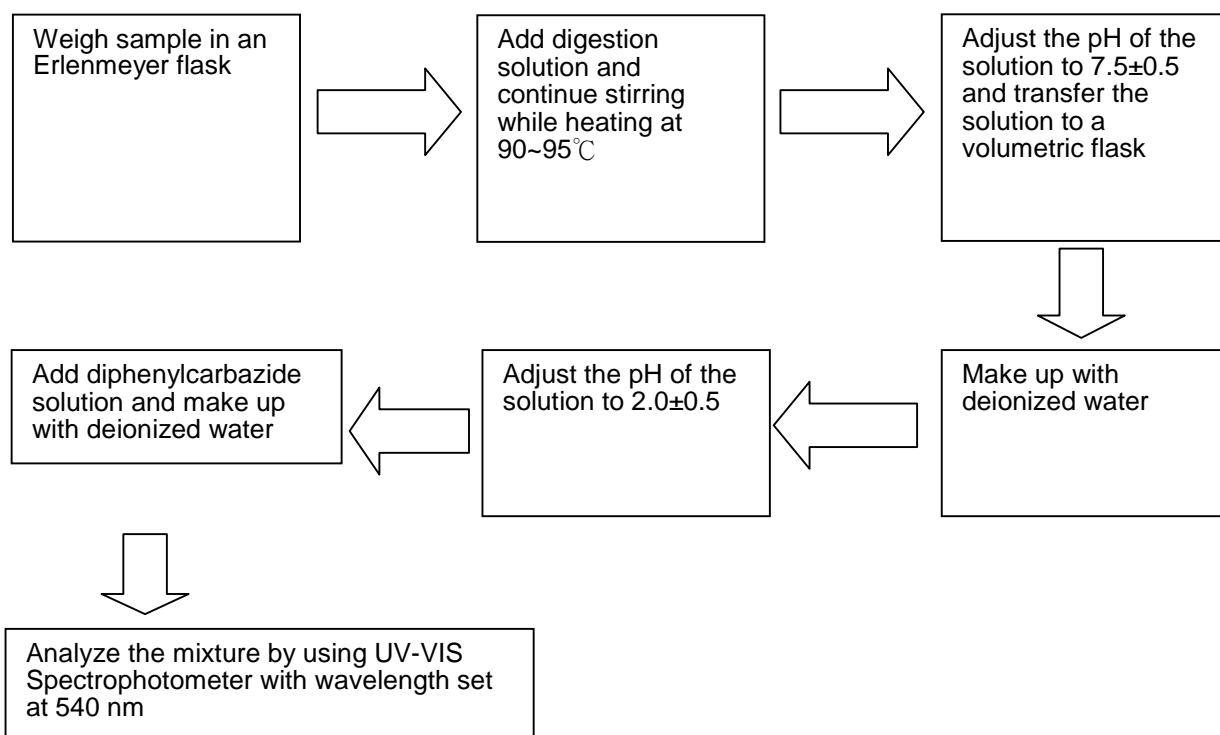 Weigh sample in an
Erlenmeyer flask
Add digestion
solution and
continue stirring
while heating at
90~95℃
Adjust the pH of the
solution to 7.5±0.5
and transfer the
solution to a
volumetric flask
Make up with
deionized water
Adjust the pH of the
solution to 2.0±0.5
Add diphenylcarbazide
solution and make up
with deionized water
Analyze the mixture by using UV-VIS
Spectrophotometer with wavelength set
at 540 nm